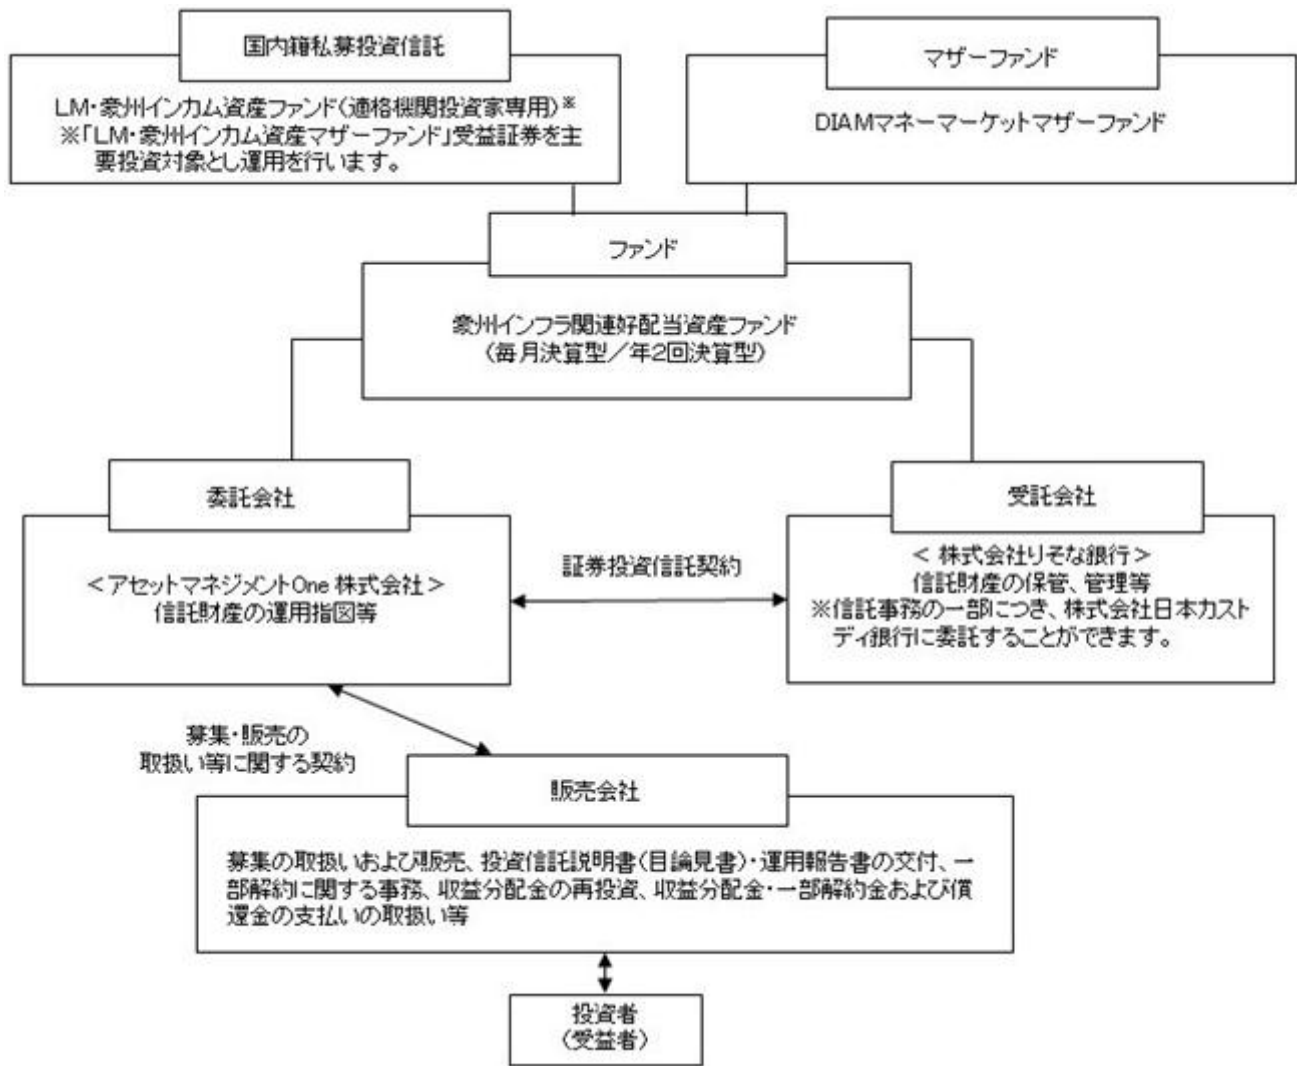 国内籍私募投資信託
LM・豪州インカム資産ファンド(適格機関投資家専用)※
※「LM・豪州インカム資産マザーファンド」受益証券を主
要投資対象とし運用を行います。
マザーファンド
DIAMマネーマーケットマザーファンド
ファンド
豪州インフラ関連好配当資産ファンド
(毎月決算型/年2回決算型)
委託会社
<アセットマネジメントOne 株式会社>
信託財産の運用指図等
証券投資信託契約
受託会社
< 株式会社りそな銀行>
信託財産の保管、管理等
※信託事務の一部につき、株式会社日本カスト
ディ銀行に委託することができます。
募集・販売の
取扱い等に関する契約
販売会社
募集の取扱いおよび販売、投資信託説明書(目論見書)・運用報告書の交付、一
部解約に関する事務、収益分配金の再投資、収益分配金・一部解約金および償
還金の支払いの取扱い等
投資者
(受益者)